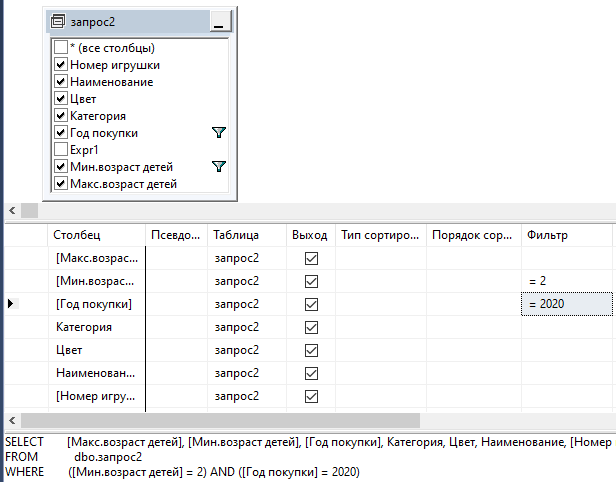 запрос2
* (все столбцы)
Номер игрушки
Наименование
Цвет
Категория
Год покупки
Expr1
Мин.возраст детей
Макс.возраст детей
Столбец Псевдо... Таблица Выход Тип сортиро... Порядок сор... Фильтр
[Макс.возрас... запрос2
[Мин.возрас... запрос2 = 2
[Год покупки] запрос2 = 2020
Категория запрос2
Цвет запрос2
Наименован... запрос2
[Номер игру... запрос2
SELECT [Макс.возраст детей], [Мин.возраст детей], [Год покупки], Категория, Цвет, Наименование, [Номер
FROM dbo.запрос2
WHERE ([Мин.возраст детей] = 2) AND ([Год покупки] = 2020)